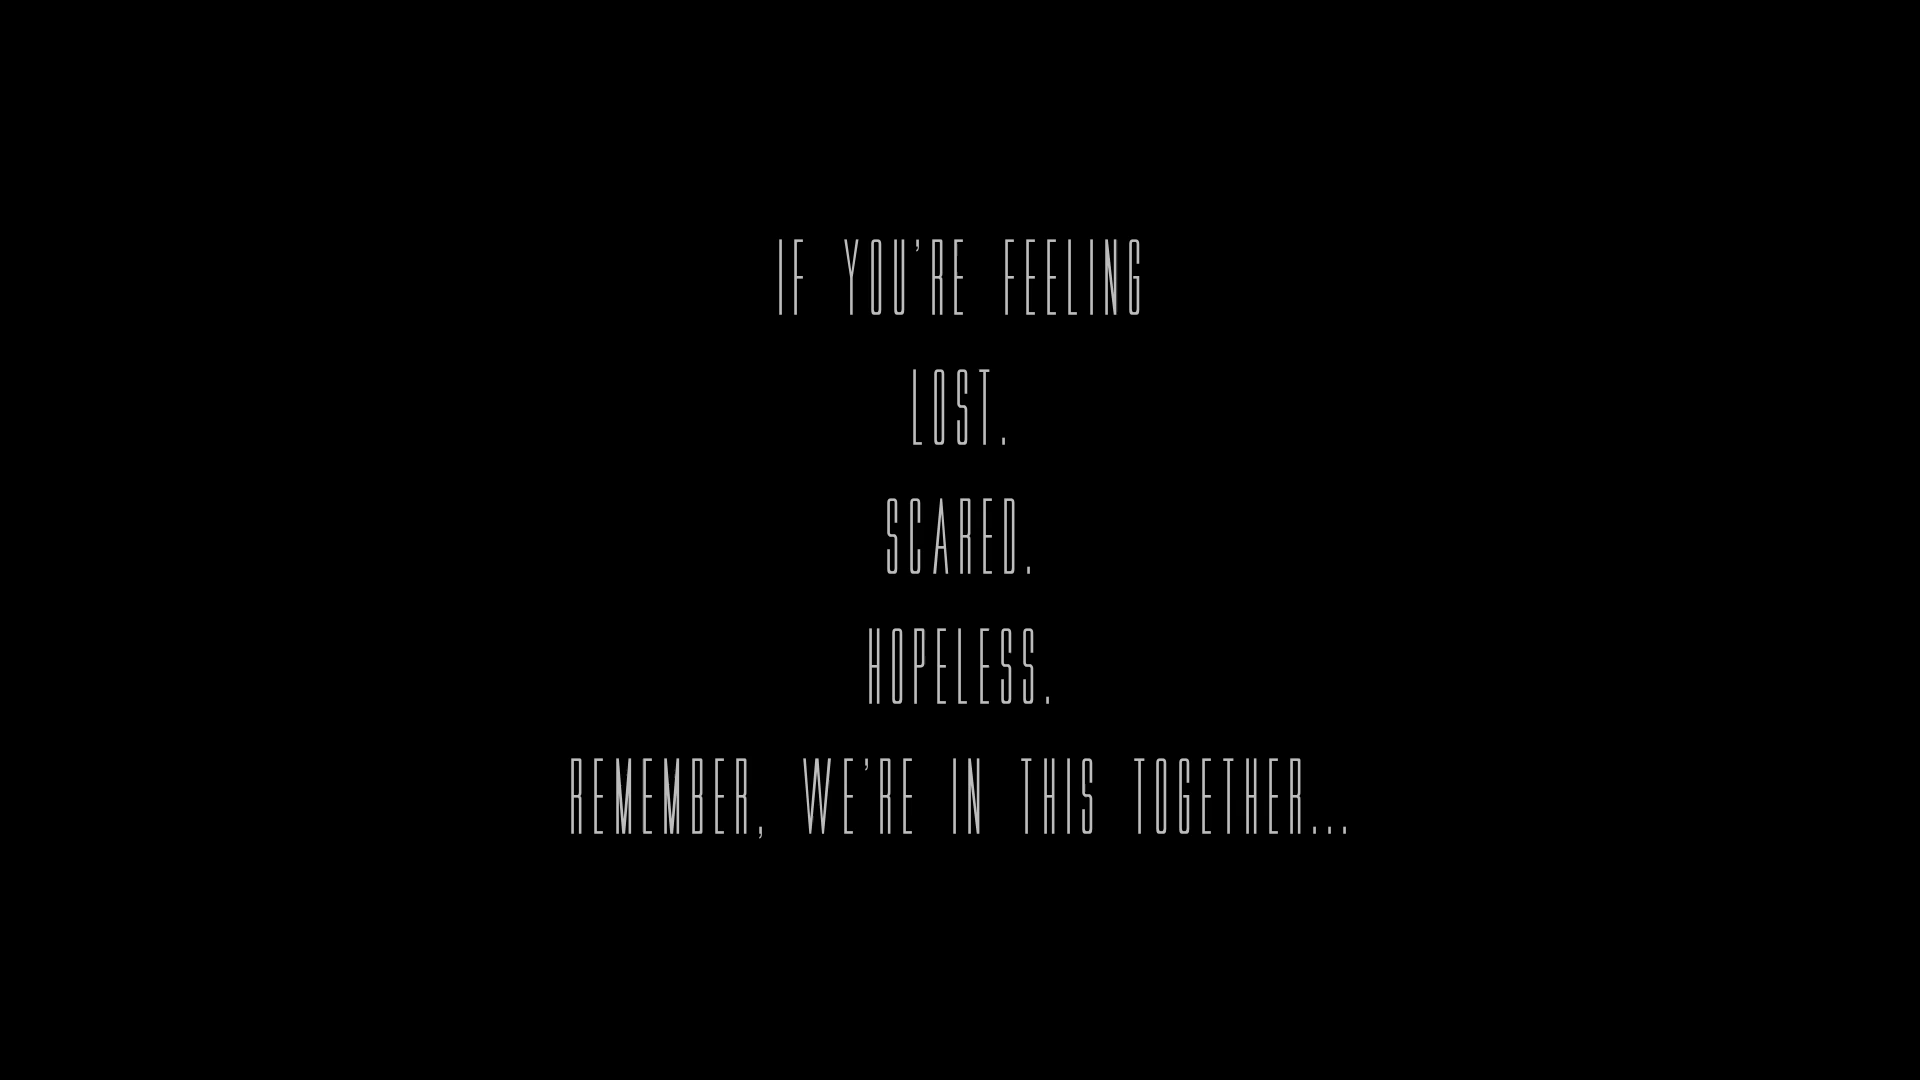 IF YOU'RE FEELING
LOST.
SCARED.
HOPELESS.
REMEMBER, WE'RE IN THIS TOGETHER...